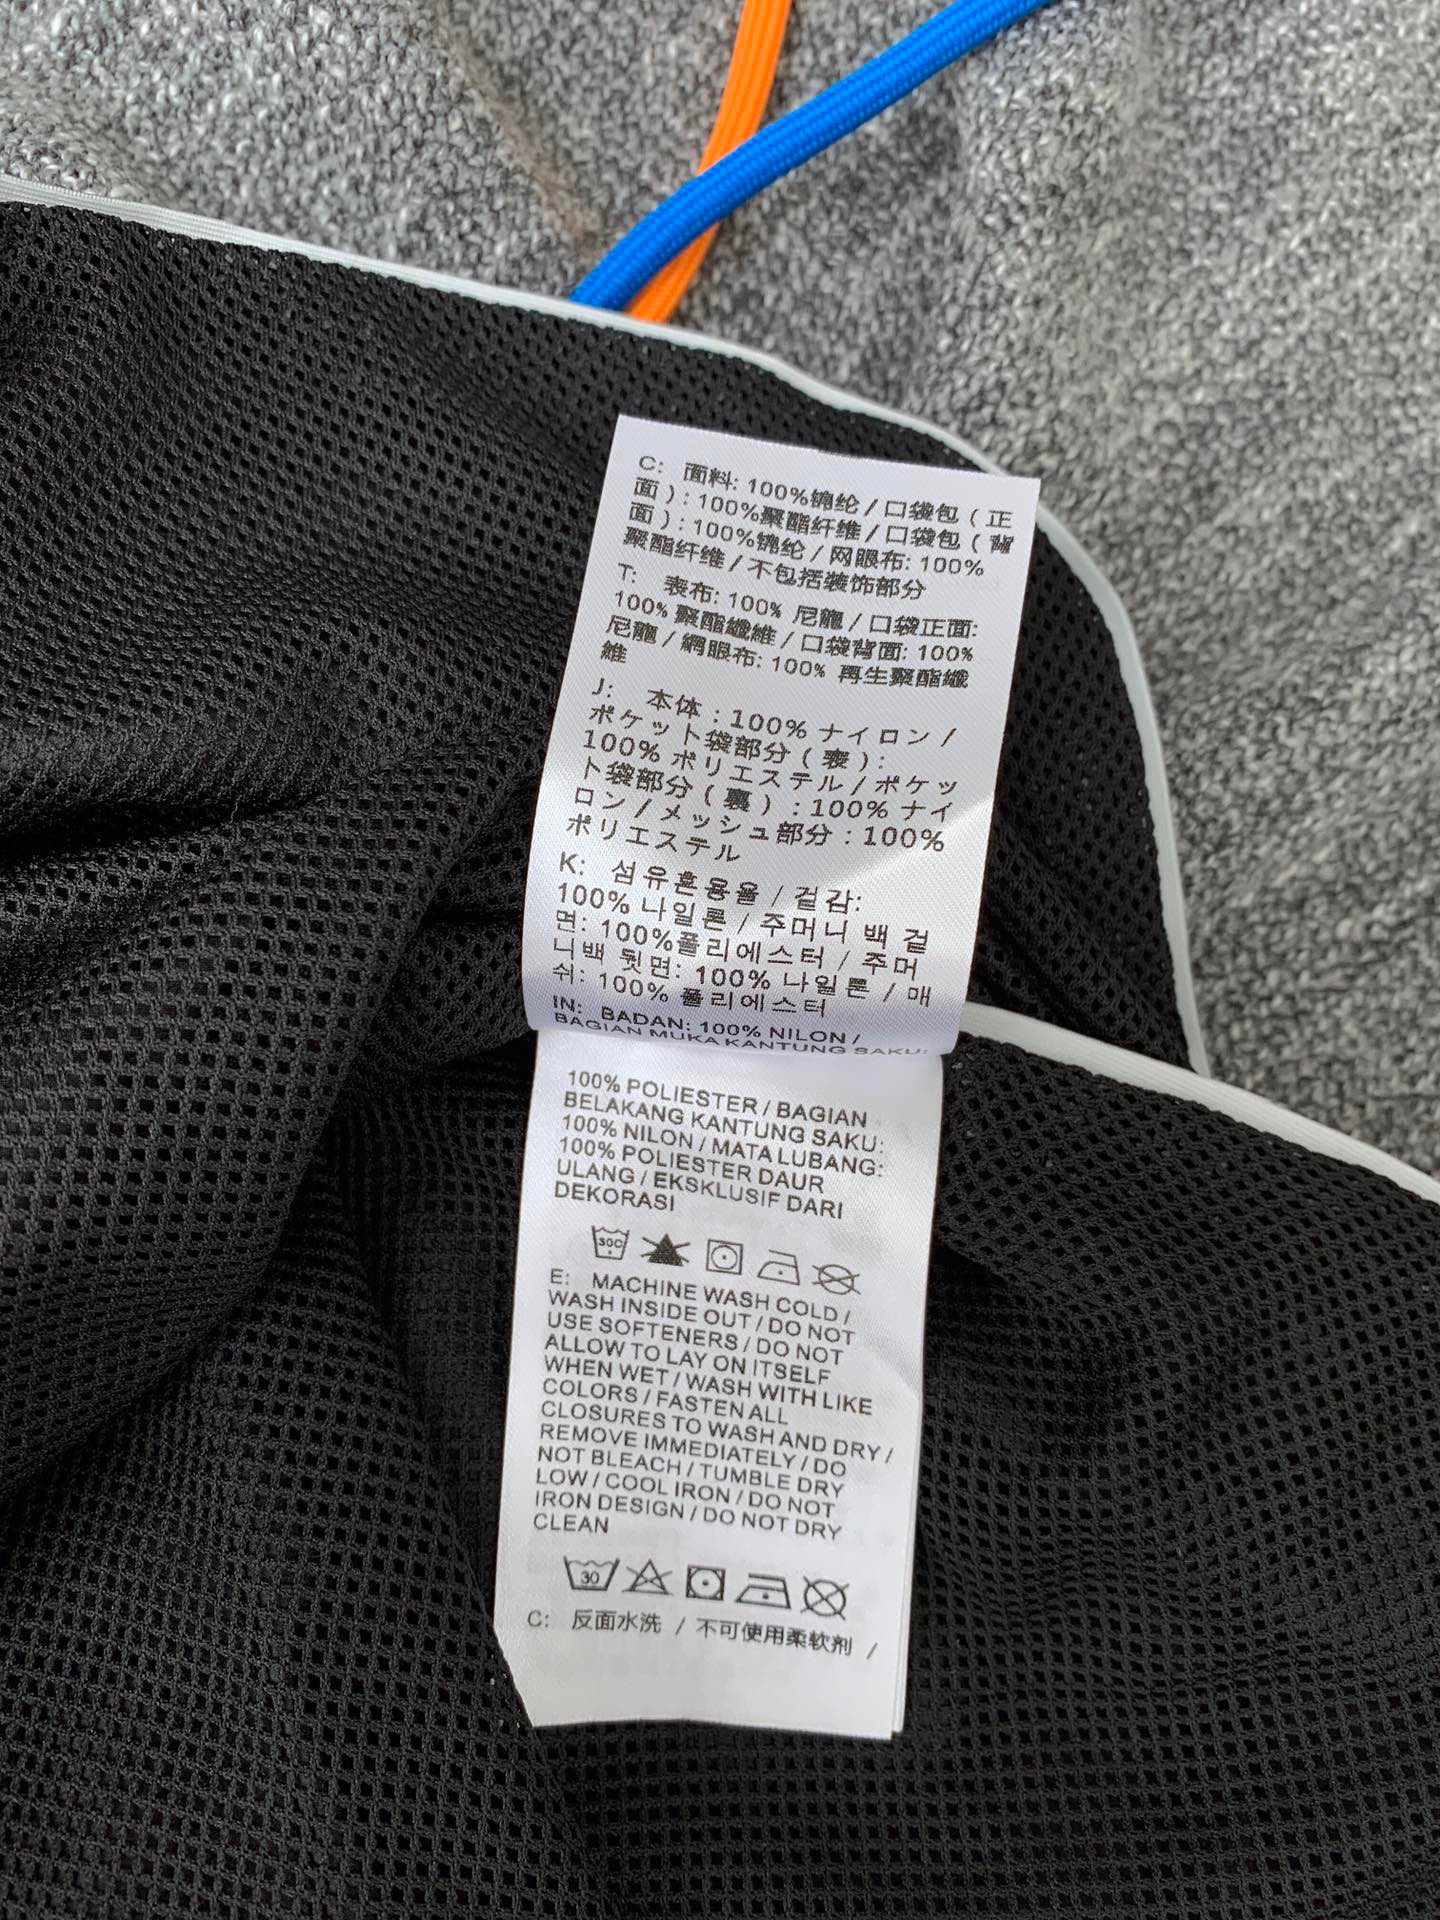 C: 面料: 100%锦纶 / 口袋包 ( 正
面 ) : 100%聚酯纤维 / 口袋包 ( 背
面 ) : 100%锦纶 / 网眼布: 100%
聚酯纤维 / 不包括装饰部分
T: 表布: 100% 尼龍 / 口袋正面:
100% 聚酯纖維 / 口袋背面: 100%
尼龍 / 網眼布: 100% 再生聚酯纖
維
J: 本体 : 100% ナイロン /
ポケット袋部分 ( 表 ) :
100% ポリエステル / ポケッ
ト袋部分 ( 裏 ) : 100% ナイ
ロン / メッシュ部分 : 100%
ポリエステル
K: 섬유혼용율 / 겉감:
100% 나일론 / 주머니 백 겉
면: 100%폴리에스터 / 주머
니백 뒷면: 100% 나일론 / 매
쉬: 100% 폴리에스터
IN: BADAN: 100% NILON /
BAGIAN MUKA KANTUNG SAKU:
100% POLIESTER / BAGIAN
BELAKANG KANTUNG SAKU:
100% NILON / MATA LUBANG:
100% POLIESTER DAUR
ULANG / EKSKLUSIF DARI
DEKORASI
30C
E: MACHINE WASH COLD /
WASH INSIDE OUT / DO NOT
USE SOFTENERS / DO NOT
ALLOW TO LAY ON ITSELF
WHEN WET / WASH WITH LIKE
COLORS / FASTEN ALL
CLOSURES TO WASH AND DRY /
REMOVE IMMEDIATELY / DO
NOT BLEACH / TUMBLE DRY
LOW / COOL IRON / DO NOT
IRON DESIGN / DO NOT DRY
CLEAN
30
C: 反面水洗 / 不可使用柔软剂 /